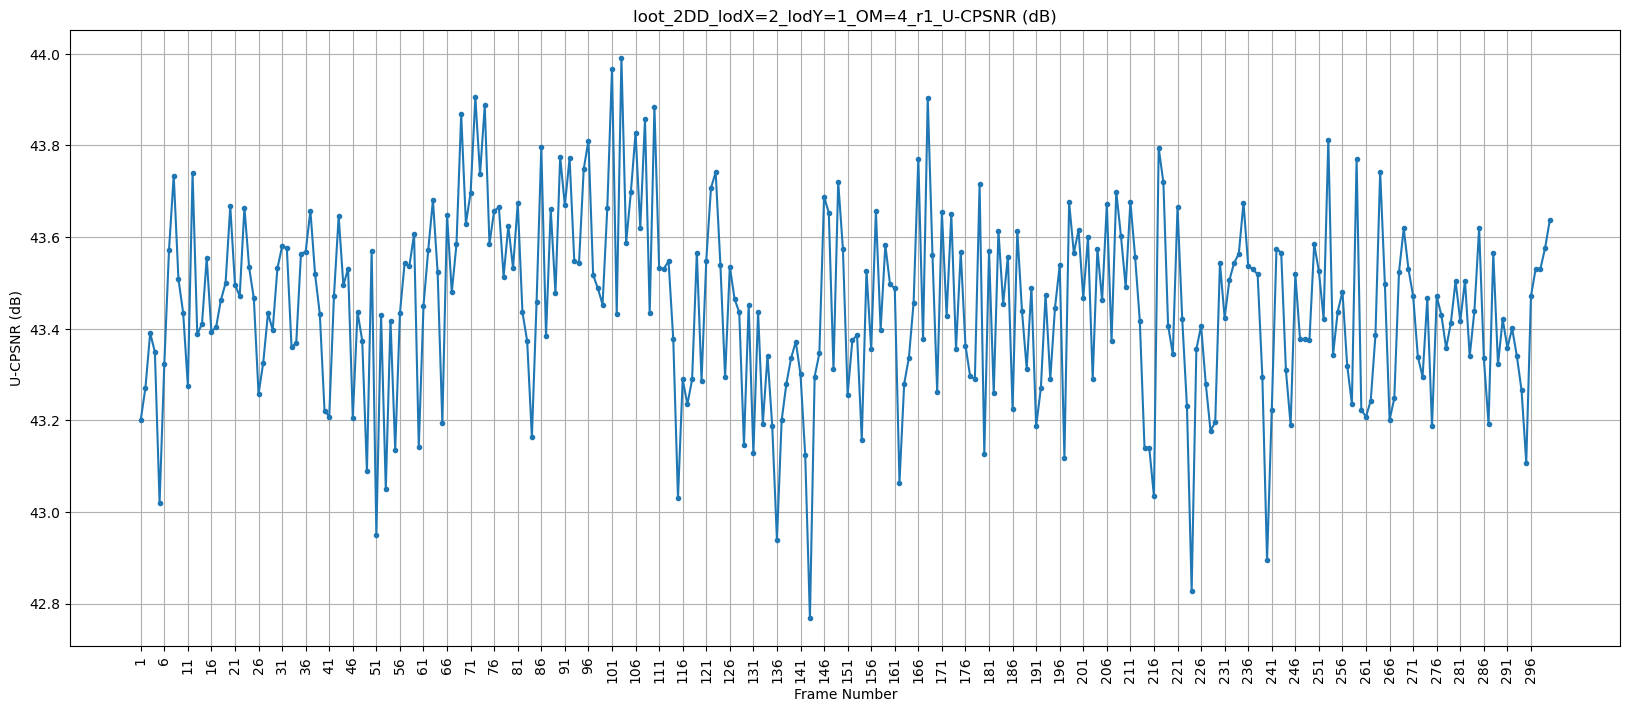 loot_2DD_lodX=2_lodY=1_OM=4_r1_U-CPSNR (dB)
U-CPSNR (dB)
44.0
43.8
43.6
43.4
43.2
43.0
42.8
1 6 11 16 21 26 31 36 41 46 51 56 61 66 71 76 81 86 91 96 101 106 111 116 121 126 131 136 141 146 151 156 161 166 171 176 181 186 191 196 201 206 211 216 221 226 231 236 241 246 251 256 261 266 271 276 281 286 291 296
Frame Number